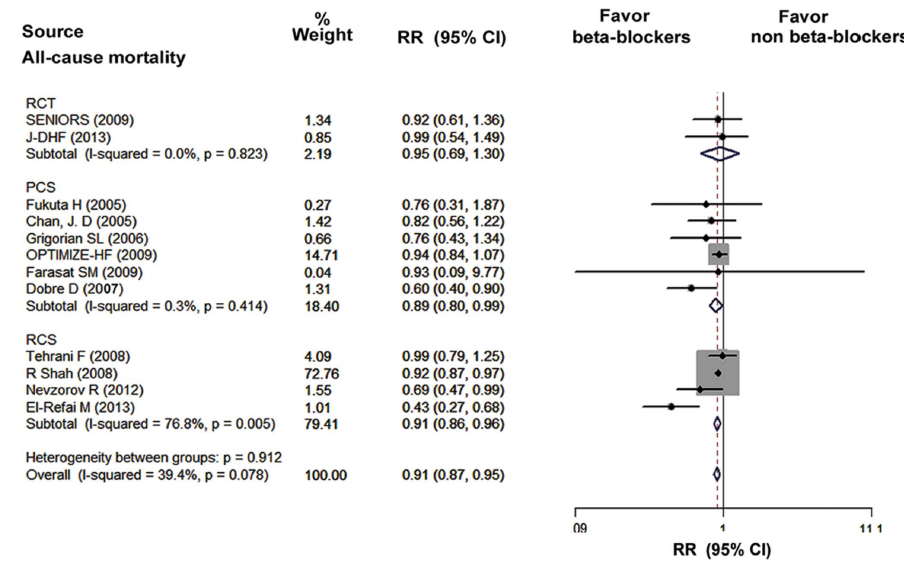 Source % Weight RR (95% CI) Favor beta-blockers Favor non beta-blockers
All-cause mortality
RCT
SENIORS (2009) 1.34 0.92 (0.61, 1.36)
J-DHF (2013) 0.85 0.99 (0.54, 1.49)
Subtotal (I-squared = 0.0%, p = 0.823) 2.19 0.95 (0.69, 1.30)
PCS
Fukuta H (2005) 0.27 0.76 (0.31, 1.87)
Chan, J. D (2005) 1.42 0.82 (0.56, 1.22)
Grigorian SL (2006) 0.66 0.76 (0.43, 1.34)
OPTIMIZE-HF (2009) 14.71 0.94 (0.84, 1.07)
Farasat SM (2009) 0.04 0.93 (0.09, 9.77)
Dobre D (2007) 1.31 0.60 (0.40, 0.90)
Subtotal (I-squared = 0.3%, p = 0.414) 18.40 0.89 (0.80, 0.99)
RCS
Tehrani F (2008) 4.09 0.99 (0.79, 1.25)
R Shah (2008) 72.76 0.92 (0.87, 0.97)
Nevzorov R (2012) 1.55 0.69 (0.47, 0.99)
El-Refai M (2013) 1.01 0.43 (0.27, 0.68)
Subtotal (I-squared = 76.8%, p = 0.005) 79.41 0.91 (0.86, 0.96)
Heterogeneity between groups: p = 0.912
Overall (I-squared = 39.4%, p = 0.078) 100.00 0.91 (0.87, 0.95)
09 1 11 1
RR (95% CI)